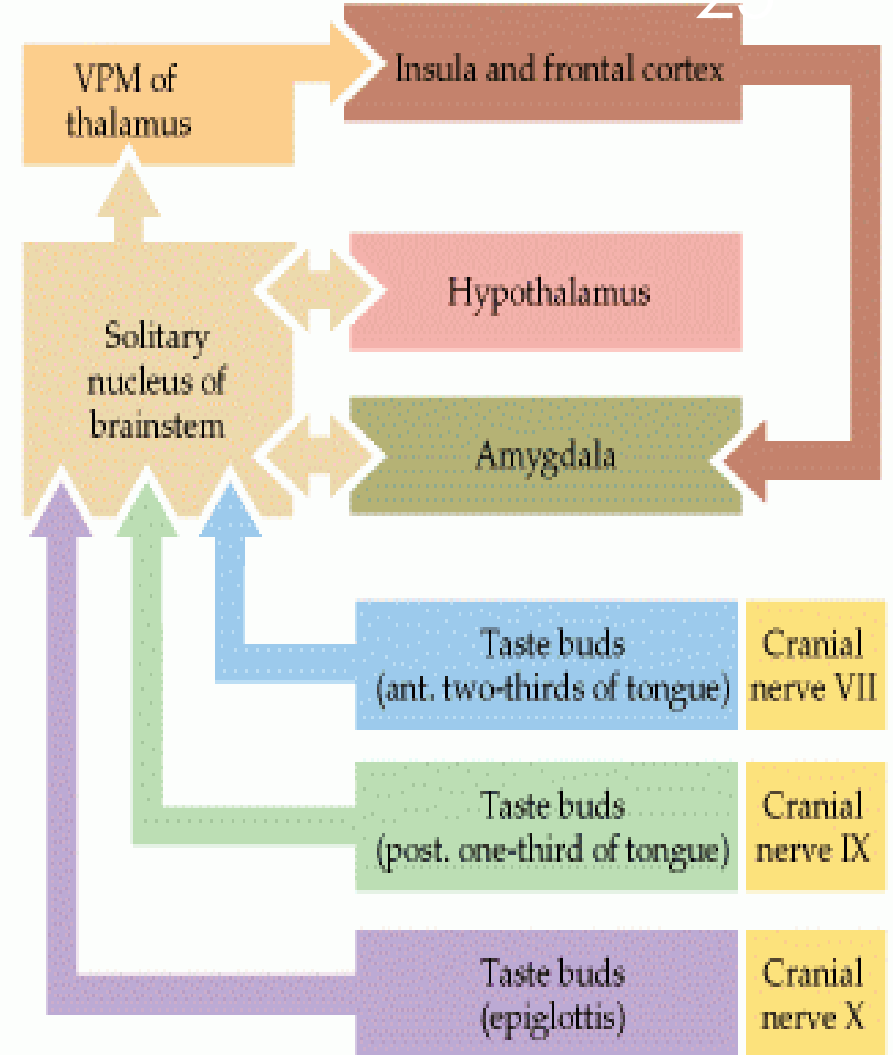 VPM of
thalamus
Insula and frontal cortex
Hypothalamus
Solitary
nucleus of
brainstem
Amygdala
Taste buds
(ant. two-thirds of tongue)
Cranial
nerve VII
Taste buds
(post. one-third of tongue)
Cranial
nerve IX
Taste buds
(epiglottis)
Cranial
nerve X